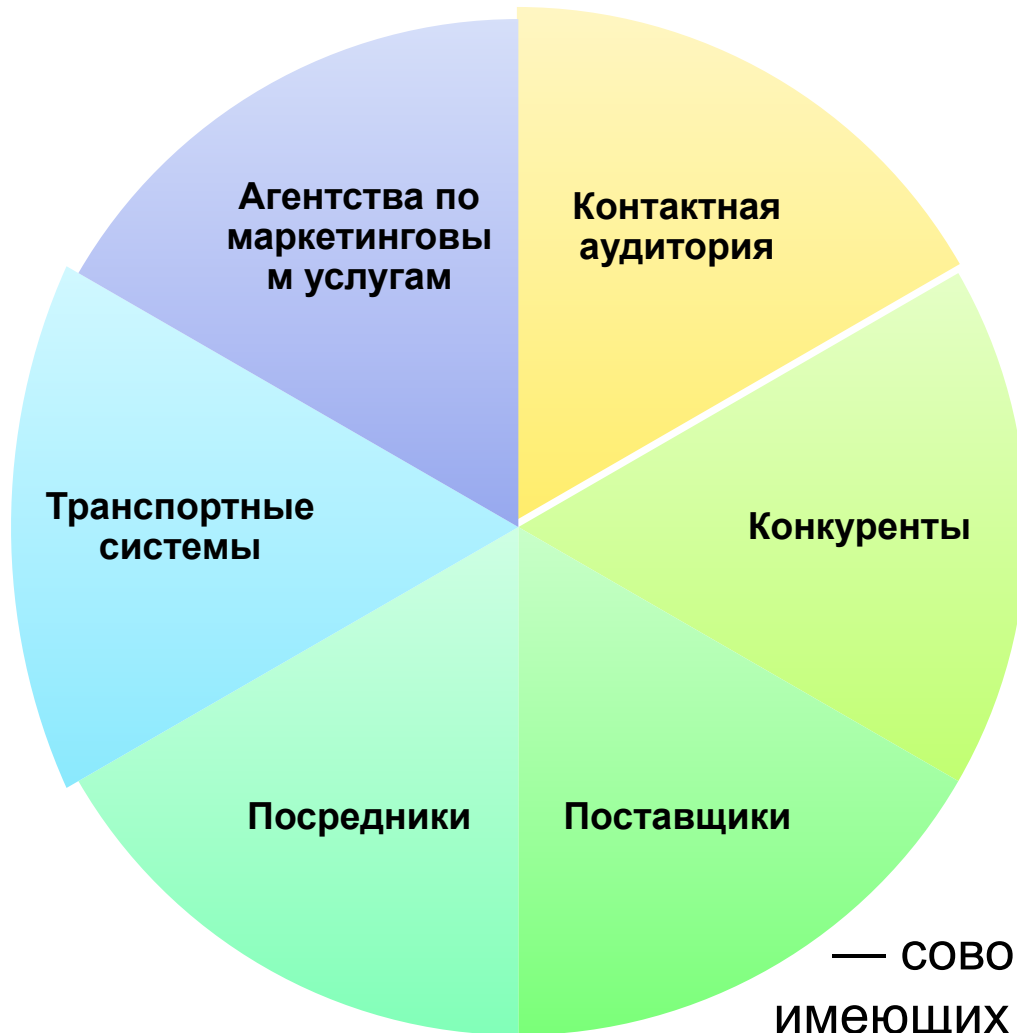 Агентства по
маркетинговы
м услугам
Контактная
аудитория
Транспортные
системы
Конкуренты
Посредники
Поставщики
— сово
имеющих